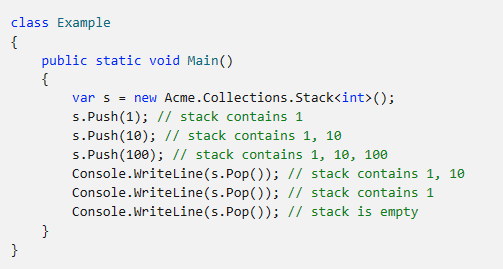 class Example
{
    public static void Main()
    {
        var s = new Acme.Collections.Stack<int>();
        s.Push(1); // stack contains 1
        s.Push(10); // stack contains 1, 10
        s.Push(100); // stack contains 1, 10, 100
        Console.WriteLine(s.Pop()); // stack contains 1, 10
        Console.WriteLine(s.Pop()); // stack contains 1
        Console.WriteLine(s.Pop()); // stack is empty
    }
}